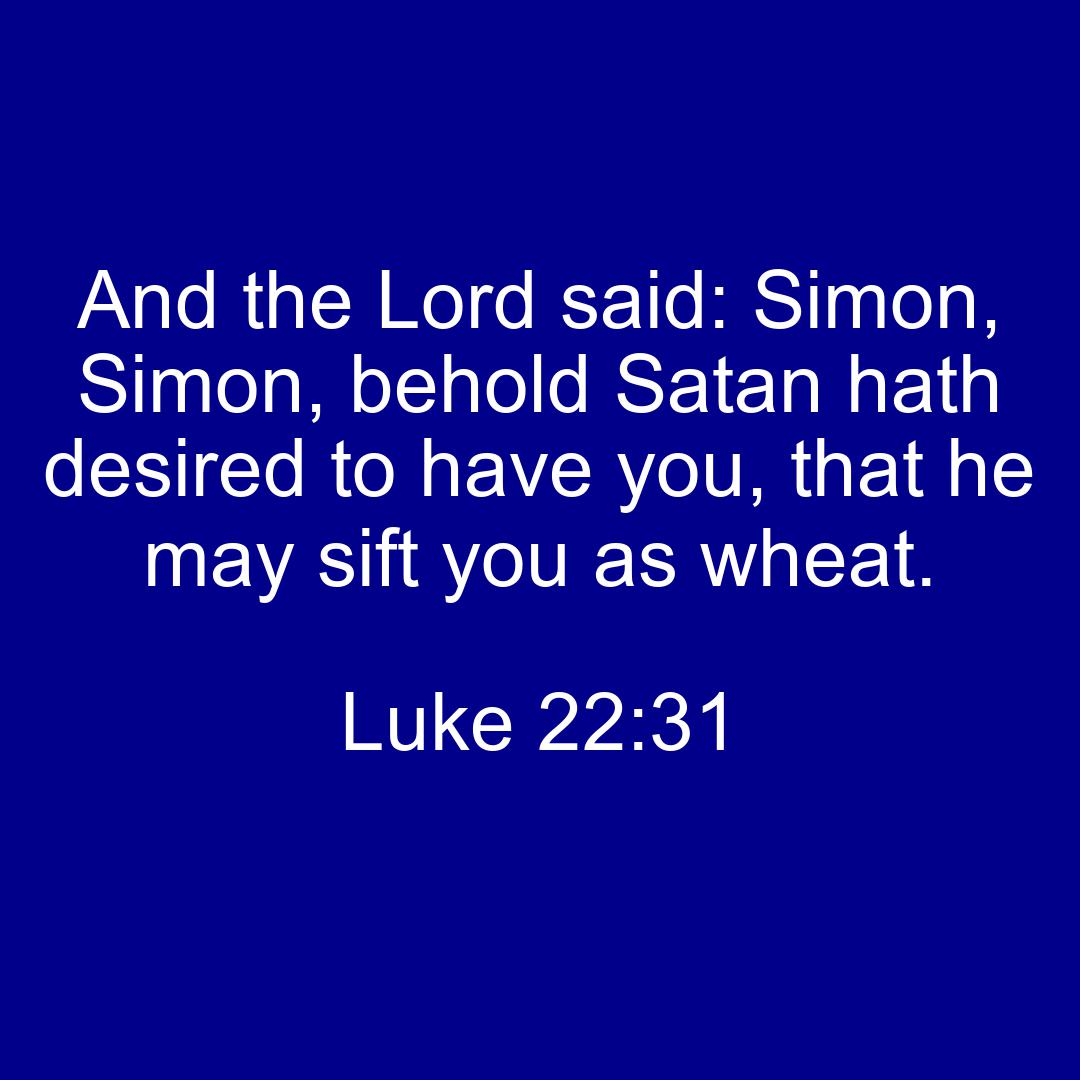 And the Lord said: Simon,
Simon, behold Satan hath
desired to have you, that he
may sift you as wheat.
Luke 22:31